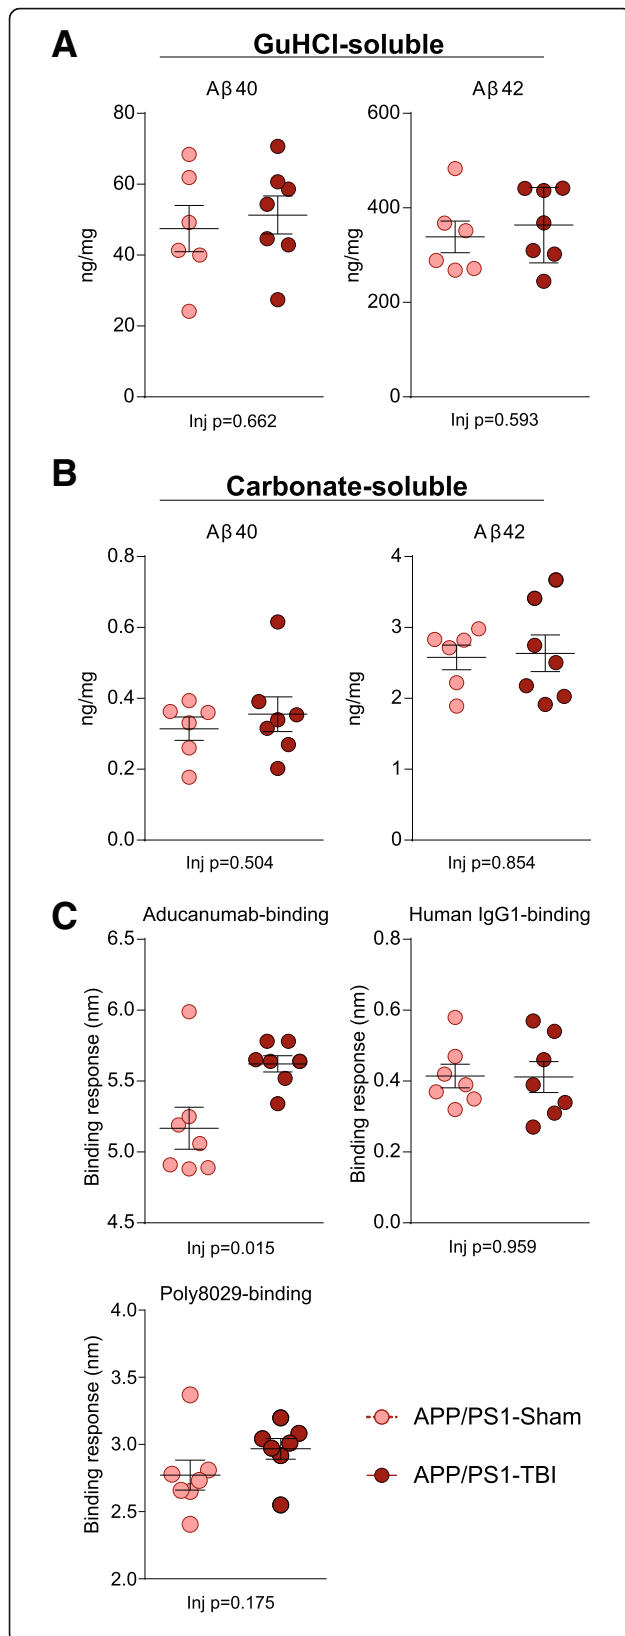 A
GuHCl-soluble
Aβ40
Aβ42
80
60
40
20
0
ng/mg
600
400
200
0
ng/mg
Inj p=0.662
Inj p=0.593
B
Carbonate-soluble
Aβ40
Aβ42
0.8
0.6
0.4
0.2
0.0
ng/mg
4
3
2
1
0
ng/mg
Inj p=0.504
Inj p=0.854
C
Aducanumab-binding
Human IgG1-binding
6.5
6.0
5.5
5.0
4.5
Binding response (nm)
0.8
0.6
0.4
0.2
0.0
Binding response (nm)
Inj p=0.015
Inj p=0.959
Poly8029-binding
4.0
3.5
3.0
2.5
2.0
Binding response (nm)
APP/PS1-Sham
APP/PS1-TBI
Inj p=0.175